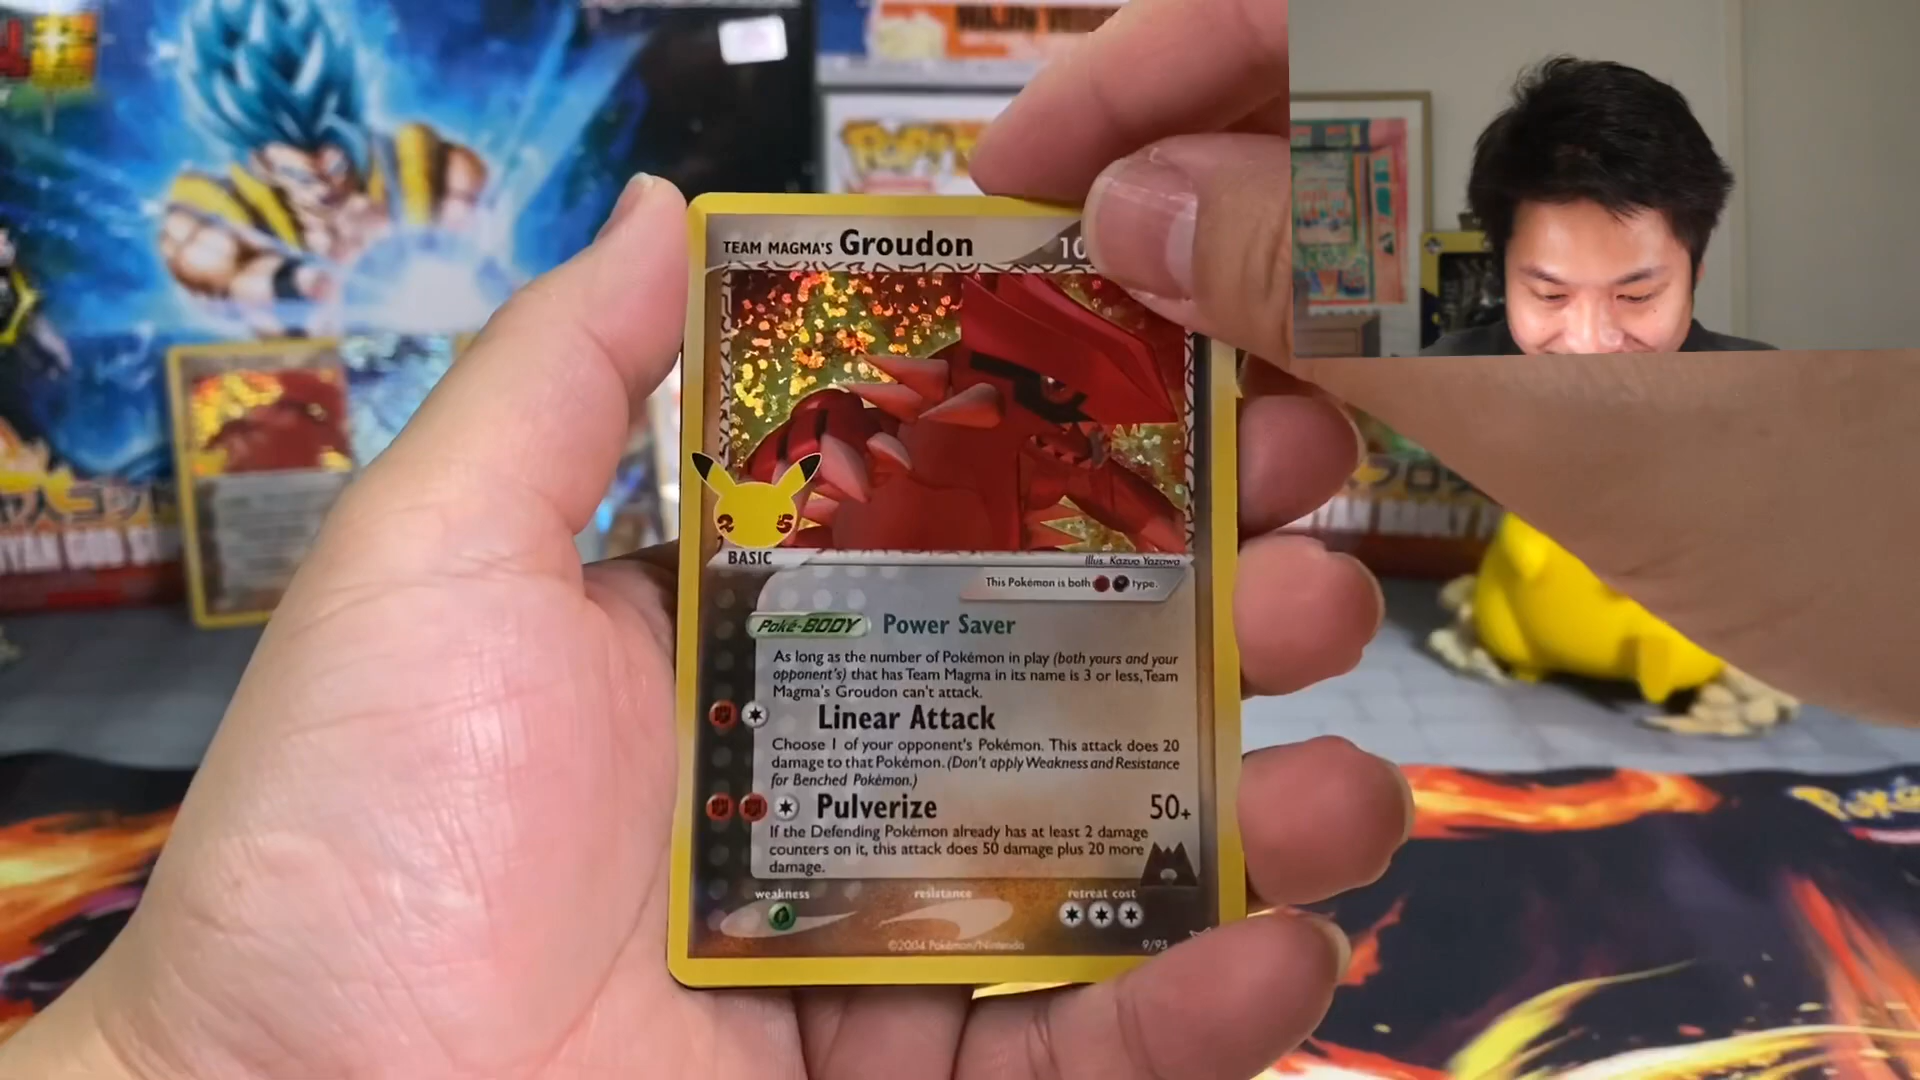 TEAM MAGMA'S Groudon 10
25
BASIC
Illus. Kazuo Yazawa
This Pokémon is both type.
Poké-BODY Power Saver
As long as the number of Pokémon in play (both yours and your
opponent's) that has Team Magma in its name is 3 or less, Team
Magma's Groudon can't attack.
Linear Attack
Choose 1 of your opponent's Pokémon. This attack does 20
damage to that Pokémon. (Don't apply Weakness and Resistance
for Benched Pokémon.)
Pulverize 50+
If the Defending Pokémon already has at least 2 damage
counters on it, this attack does 50 damage plus 20 more
damage.
weakness resistance retreat cost
©2004 Pokémon/Nintendo 9/95
POP!